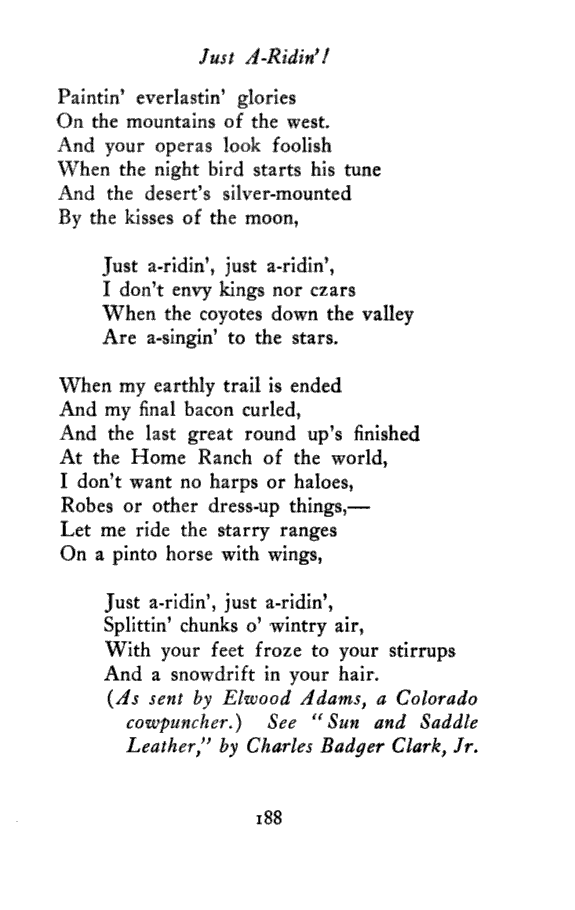 Just A-Ridin'!
Paintin' everlastin' glories
On the mountains of the west.
And your operas look foolish
When the night bird starts his tune
And the desert's silver-mounted
By the kisses of the moon,
Just a-ridin', just a-ridin',
I don't envy kings nor czars
When the coyotes down the valley
Are a-singin' to the stars.
When my earthly trail is ended
And my final bacon curled,
And the last great round up's finished
At the Home Ranch of the world,
I don't want no harps or haloes,
Robes or other dress-up things,—
Let me ride the starry ranges
On a pinto horse with wings,
Just a-ridin', just a-ridin',
Splittin' chunks o' wintry air,
With your feet froze to your stirrups
And a snowdrift in your hair.
(As sent by Elwood Adams, a Colorado
cowpuncher.) See "Sun and Saddle
Leather," by Charles Badger Clark, Jr.
188